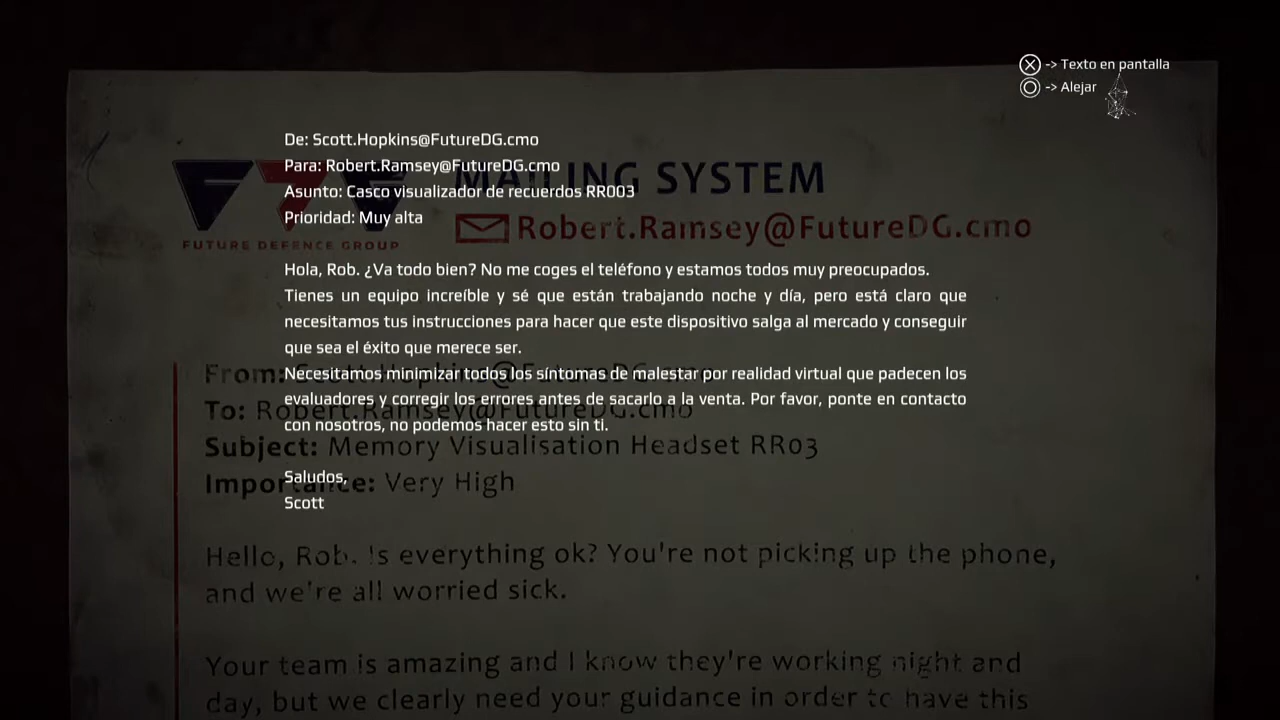 -> Texto en pantalla
-> Alejar
De: Scott.Hopkins@FutureDG.cmo
Para: Robert.Ramsey@FutureDG.cmo
Asunto: Casco visualizador de recuerdos RR003
Prioridad: Muy alta
Hola, Rob. ¿Va todo bien? No me coges el teléfono y estamos todos muy preocupados.
Tienes un equipo increíble y sé que están trabajando noche y día, pero está claro que
necesitamos tus instrucciones para hacer que este dispositivo salga al mercado y conseguir
que sea el éxito que merece ser.
Necesitamos minimizar todos los síntomas de malestar por realidad virtual que padecen los
evaluadores y corregir los errores antes de sacarlo a la venta. Por favor, ponte en contacto
con nosotros, no podemos hacer esto sin ti.
Saludos,
Scott
MAILING SYSTEM
Robert.Ramsey@FutureDG.cmo
FUTURE DEFENCE GROUP
From: Scott.Hopkins@FutureDG.cmo
To: Robert.Ramsey@FutureDG.cmo
Subject: Memory Visualisation Headset RR03
Importance: Very High
Hello, Rob. Is everything ok? You're not picking up the phone,
and we're all worried sick.
Your team is amazing and I know they're working night and
day, but we clearly need your guidance in order to have this